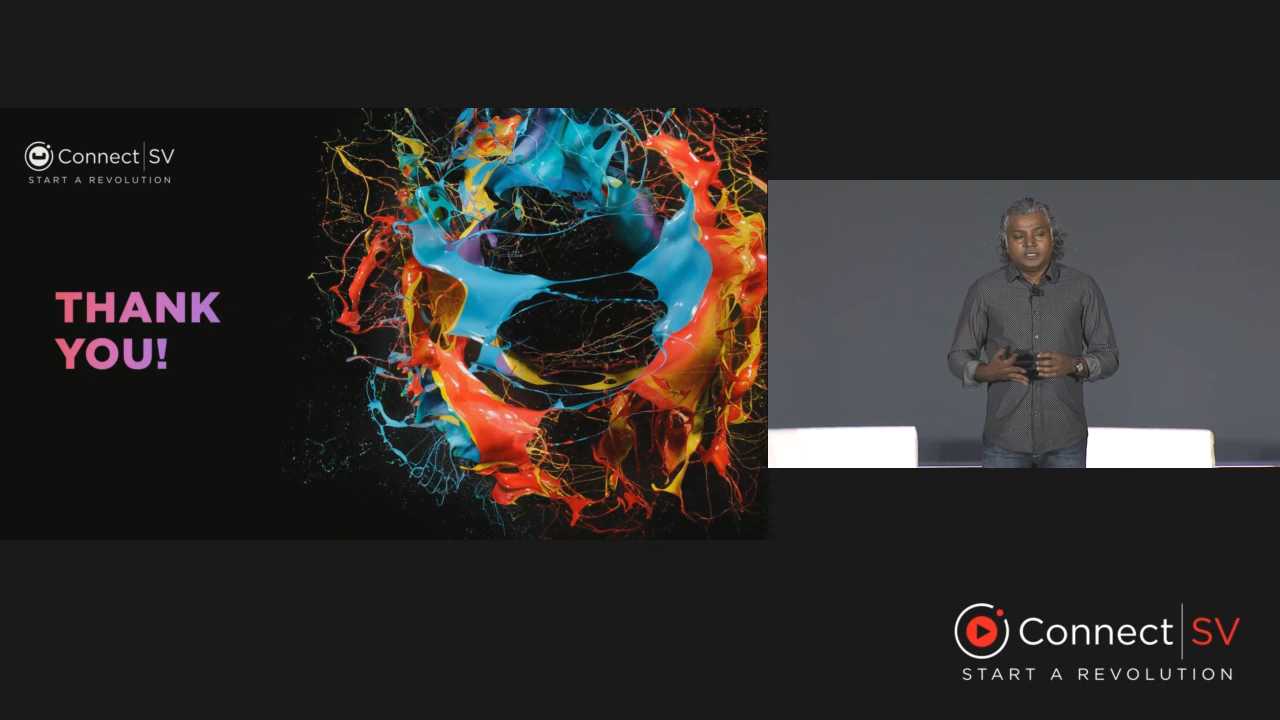 Connect|SV
START A REVOLUTION
THANK
YOU!
Connect|SV
START A REVOLUTION